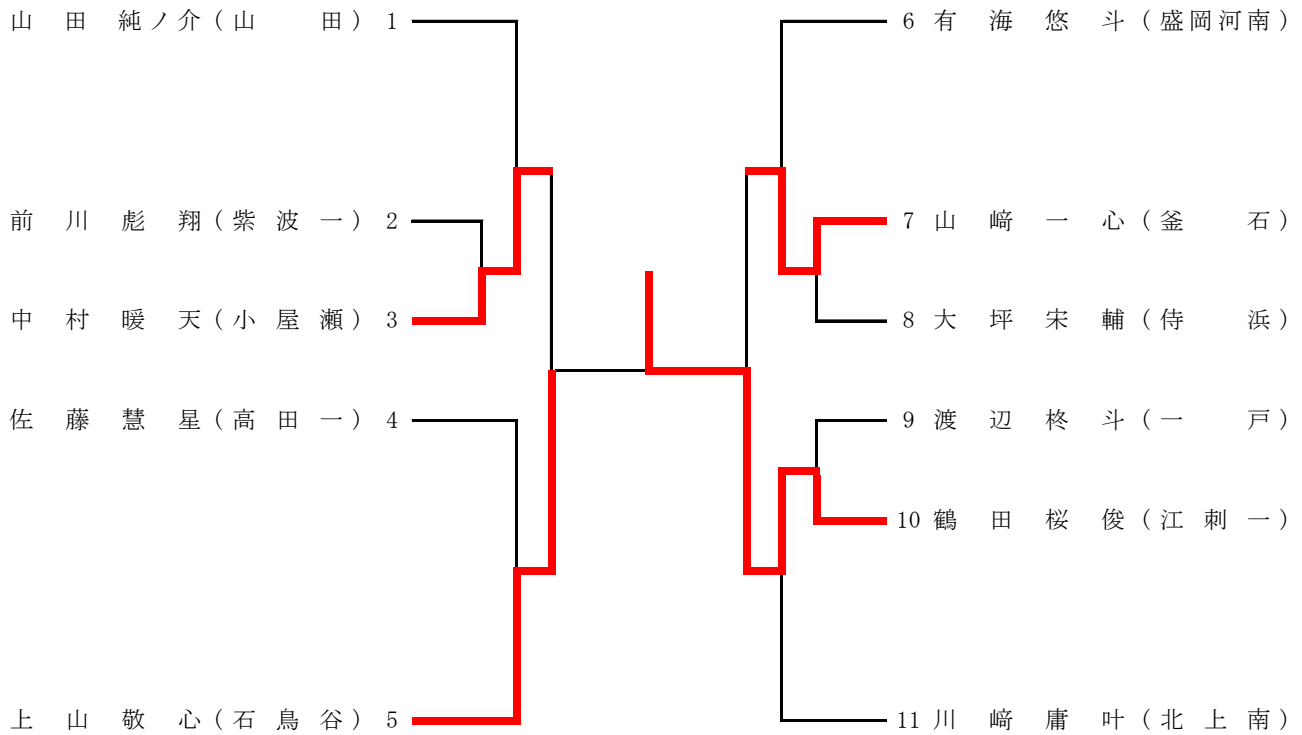 山田純ノ介(山田) 1
前川彪翔(紫波一) 2
中村暖天(小屋瀬) 3
佐藤慧星(高田一) 4
上山敬心(石鳥谷) 5
6 有海悠斗(盛岡河南)
7 山﨑一心(釜石)
8 大坪宋輔(侍浜)
9 渡辺柊斗(一戸)
10 鶴田桜俊(江刺一)
11 川﨑庸叶(北上南)